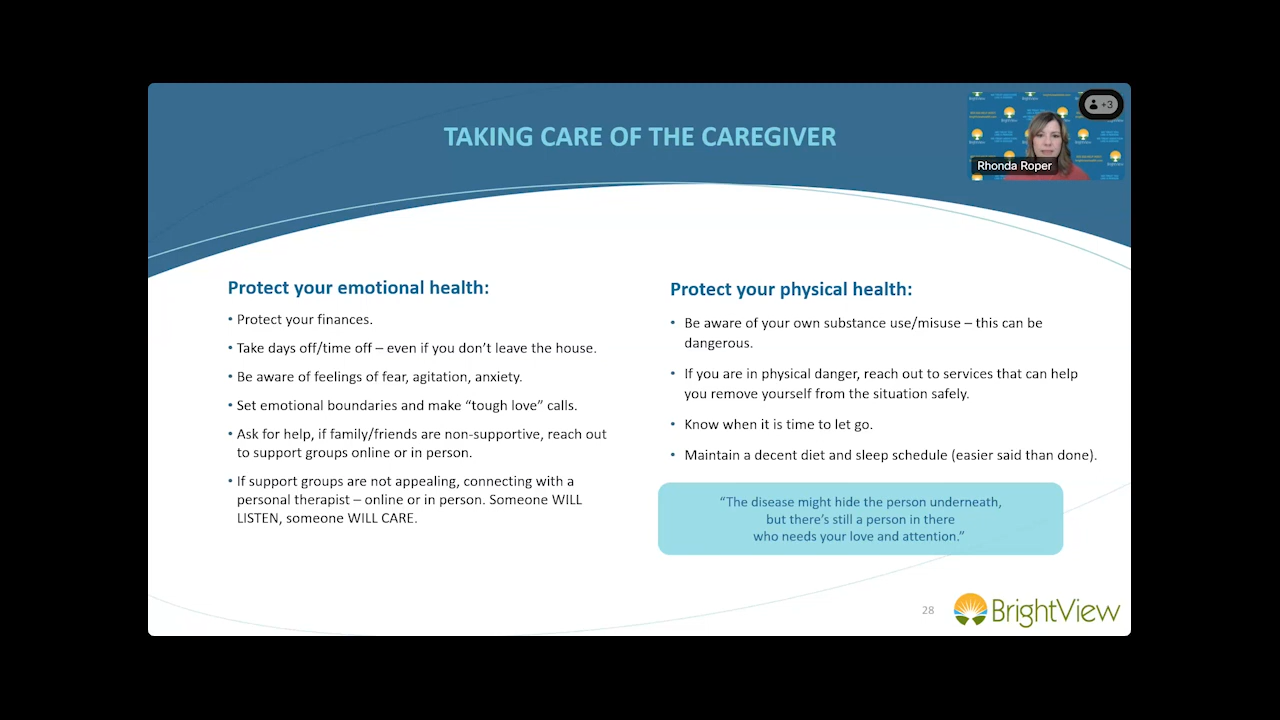 TAKING CARE OF THE CAREGIVER
+3
Rhonda Roper
Protect your emotional health:
• Protect your finances.
• Take days off/time off – even if you don’t leave the house.
• Be aware of feelings of fear, agitation, anxiety.
• Set emotional boundaries and make “tough love” calls.
• Ask for help, if family/friends are non-supportive, reach out
to support groups online or in person.
• If support groups are not appealing, connecting with a
personal therapist – online or in person. Someone WILL
LISTEN, someone WILL CARE.
Protect your physical health:
• Be aware of your own substance use/misuse – this can be
dangerous.
• If you are in physical danger, reach out to services that can help
you remove yourself from the situation safely.
• Know when it is time to let go.
• Maintain a decent diet and sleep schedule (easier said than done).
“The disease might hide the person underneath,
but there’s still a person in there
who needs your love and attention.”
28
BrightView